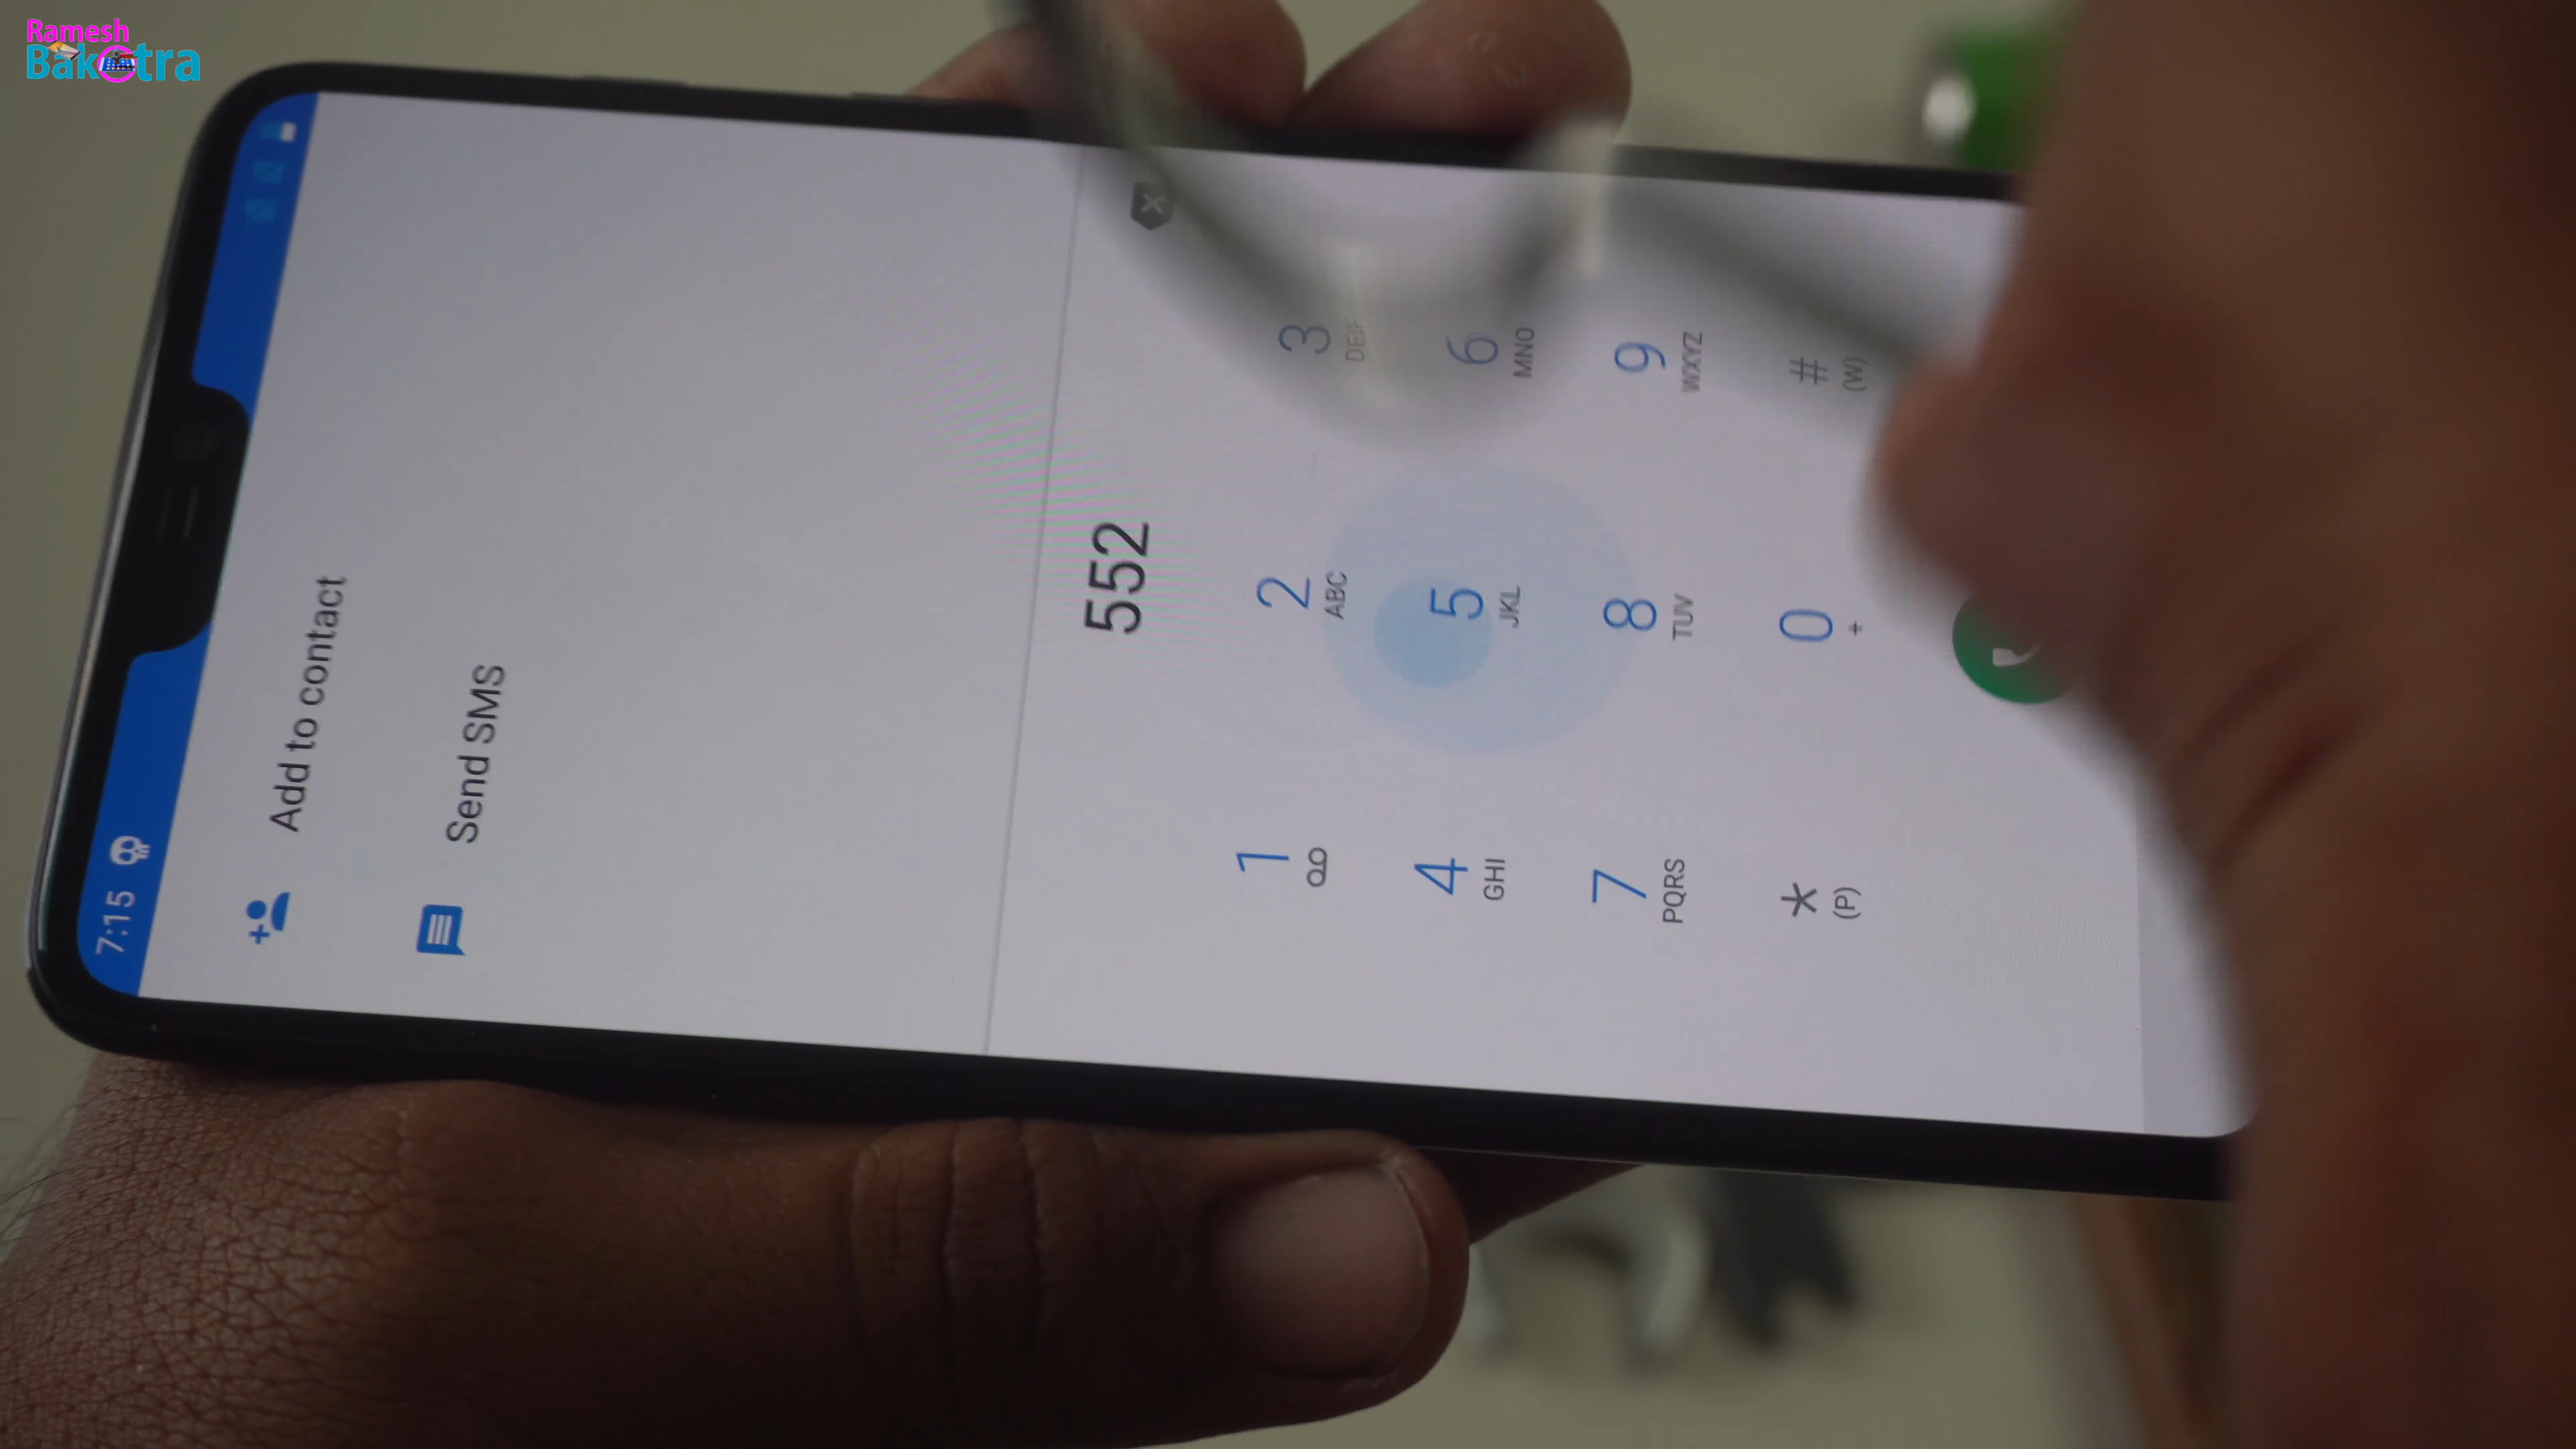 Ramesh
Bakotra
7:15
Add to contact
Send SMS
552
1 2 ABC 3 DEF
4 GHI 5 JKL 6 MNO
7 PQRS 8 TUV 9 WXYZ
* (P) 0 + # (W)